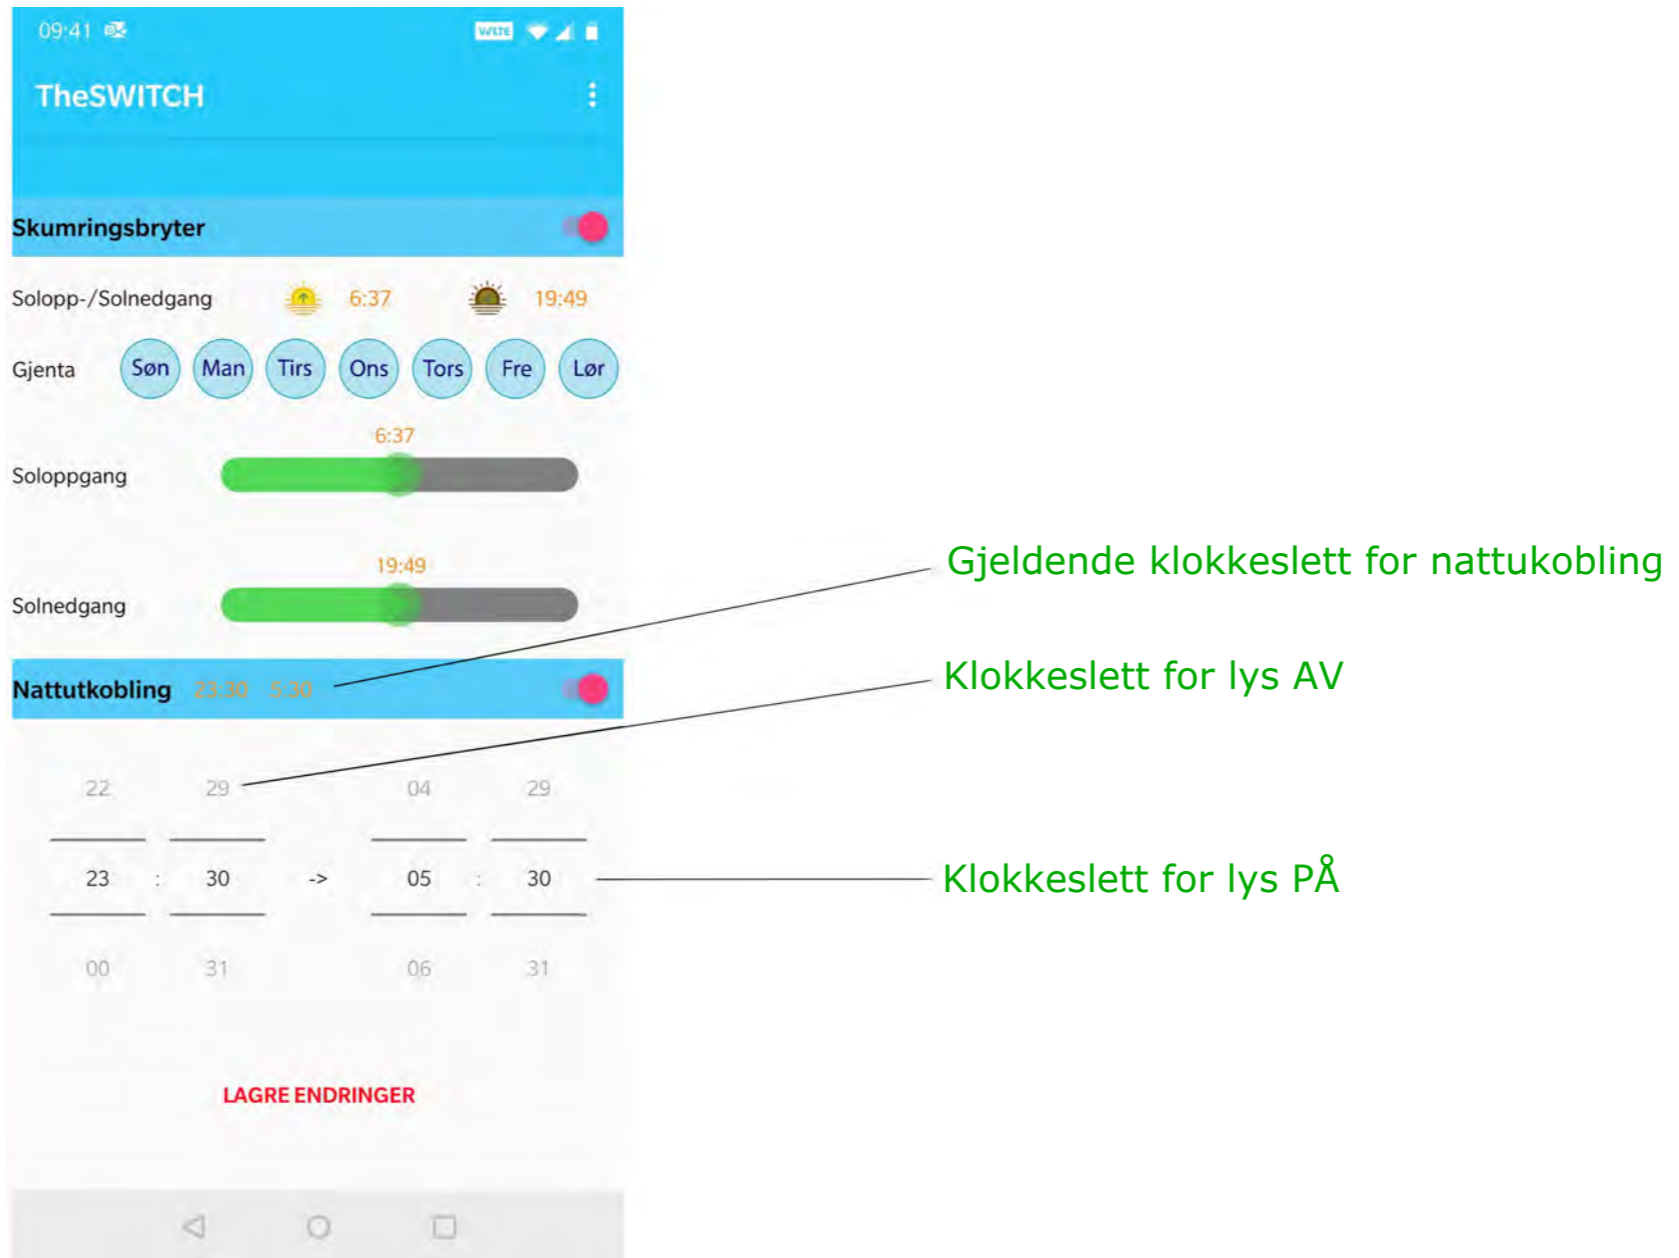 09:41
VoLTE
TheSWITCH
Skumringsbryter
Solopp-/Solnedgang 6:37 19:49
Gjenta Søn Man Tirs Ons Tors Fre Lør
6:37
Soloppgang
19:49
Solnedgang
Gjeldende klokkeslett for nattukobling
Nattutkobling 23:30 5:30
Klokkeslett for lys AV
22 29 04 29
23 : 30 -> 05 : 30
Klokkeslett for lys PÅ
00 31 06 31
LAGRE ENDRINGER